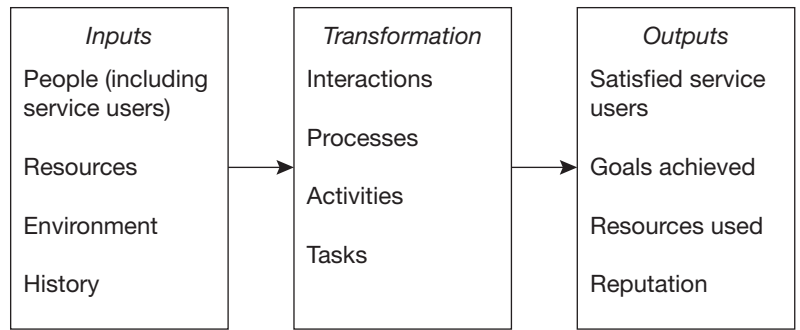 Inputs
People (including
service users)
Resources
Environment
History
Transformation
Interactions
Processes
Activities
Tasks
Outputs
Satisfied service
users
Goals achieved
Resources used
Reputation